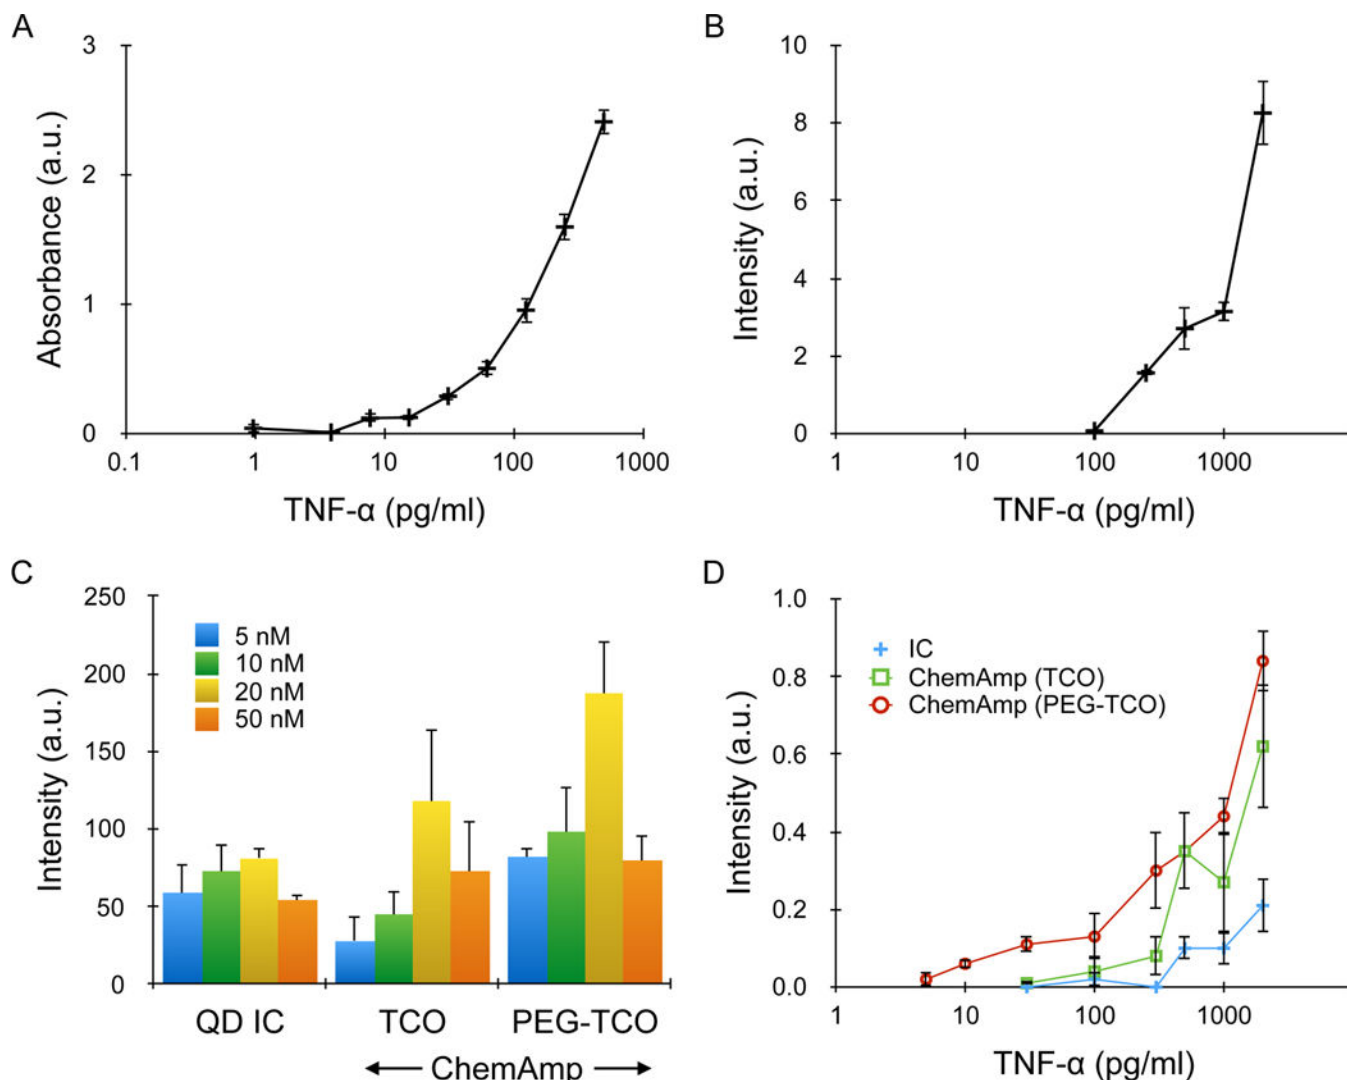 A
3
2
1
0
Absorbance (a.u.)
0.1
1
10
100
1000
TNF-α (pg/ml)
B
10
8
6
4
2
0
Intensity (a.u.)
1
10
100
1000
TNF-α (pg/ml)
C
250
200
150
100
50
0
Intensity (a.u.)
5 nM
10 nM
20 nM
50 nM
QD IC
TCO
PEG-TCO
ChemAmp
D
1.0
0.8
0.6
0.4
0.2
0.0
Intensity (a.u.)
IC
ChemAmp (TCO)
ChemAmp (PEG-TCO)
1
10
100
1000
TNF-α (pg/ml)